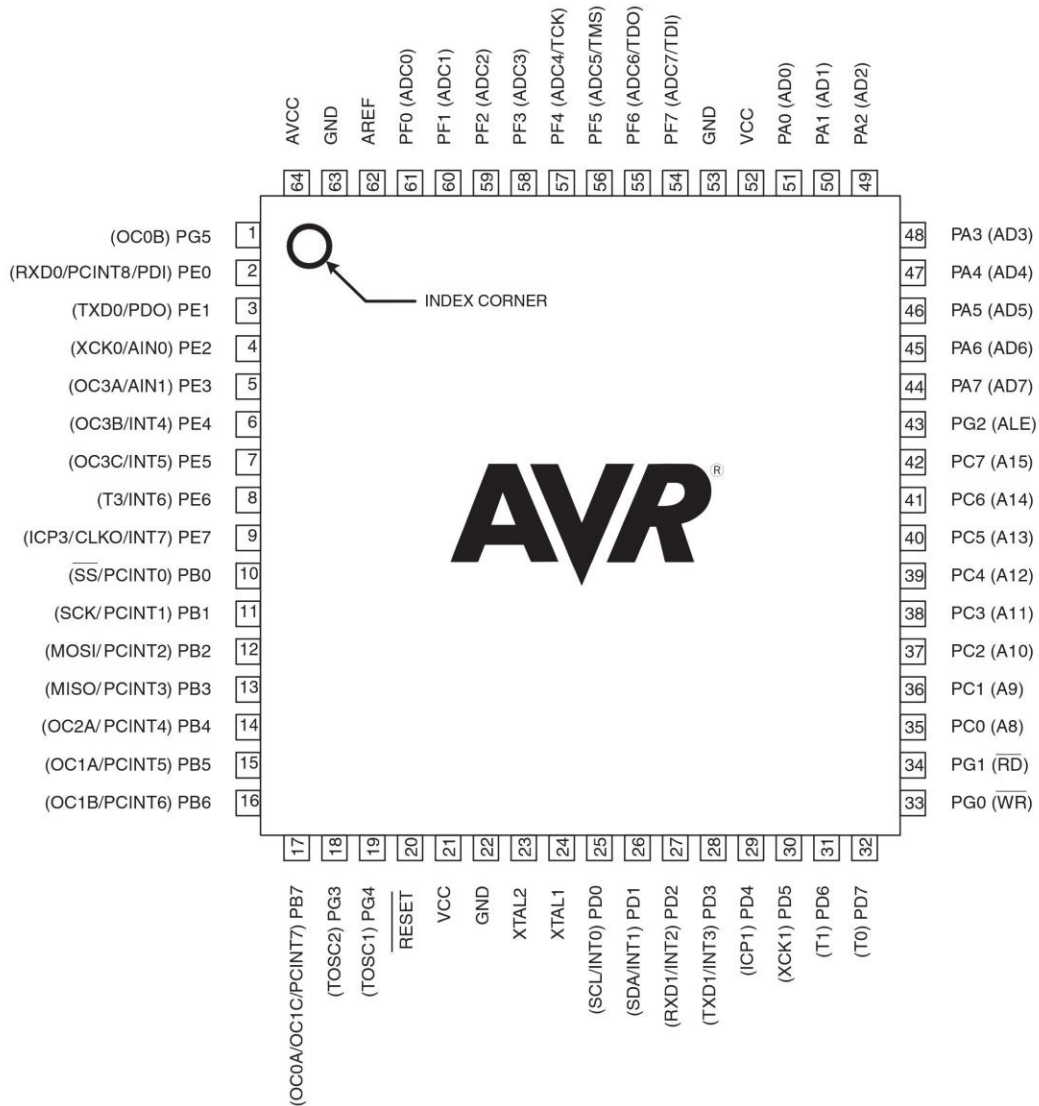 AVCC
GND
AREF
PF0 (ADC0)
PF1 (ADC1)
PF2 (ADC2)
PF3 (ADC3)
PF4 (ADC4/TCK)
PF5 (ADC5/TMS)
PF6 (ADC6/TDO)
PF7 (ADC7/TDI)
GND
VCC
PA0 (AD0)
PA1 (AD1)
PA2 (AD2)
64 63 62 61 60 59 58 57 56 55 54 53 52 51 50 49
(OC0B) PG5 1
(RXD0/PCINT8/PDI) PE0 2
(TXD0/PDO) PE1 3
(XCK0/AIN0) PE2 4
(OC3A/AIN1) PE3 5
(OC3B/INT4) PE4 6
(OC3C/INT5) PE5 7
(T3/INT6) PE6 8
(ICP3/CLKO/INT7) PE7 9
(SS/PCINT0) PB0 10
(SCK/PCINT1) PB1 11
(MOSI/PCINT2) PB2 12
(MISO/PCINT3) PB3 13
(OC2A/PCINT4) PB4 14
(OC1A/PCINT5) PB5 15
(OC1B/PCINT6) PB6 16
INDEX CORNER
AVR®
48 PA3 (AD3)
47 PA4 (AD4)
46 PA5 (AD5)
45 PA6 (AD6)
44 PA7 (AD7)
43 PG2 (ALE)
42 PC7 (A15)
41 PC6 (A14)
40 PC5 (A13)
39 PC4 (A12)
38 PC3 (A11)
37 PC2 (A10)
36 PC1 (A9)
35 PC0 (A8)
34 PG1 (RD)
33 PG0 (WR)
17 18 19 20 21 22 23 24 25 26 27 28 29 30 31 32
(OC0A/OC1C/PCINT7) PB7
(TOSC2) PG3
(TOSC1) PG4
RESET
VCC
GND
XTAL2
XTAL1
(SCL/INT0) PD0
(SDA/INT1) PD1
(RXD1/INT2) PD2
(TXD1/INT3) PD3
(ICP1) PD4
(XCK1) PD5
(T1) PD6
(T0) PD7